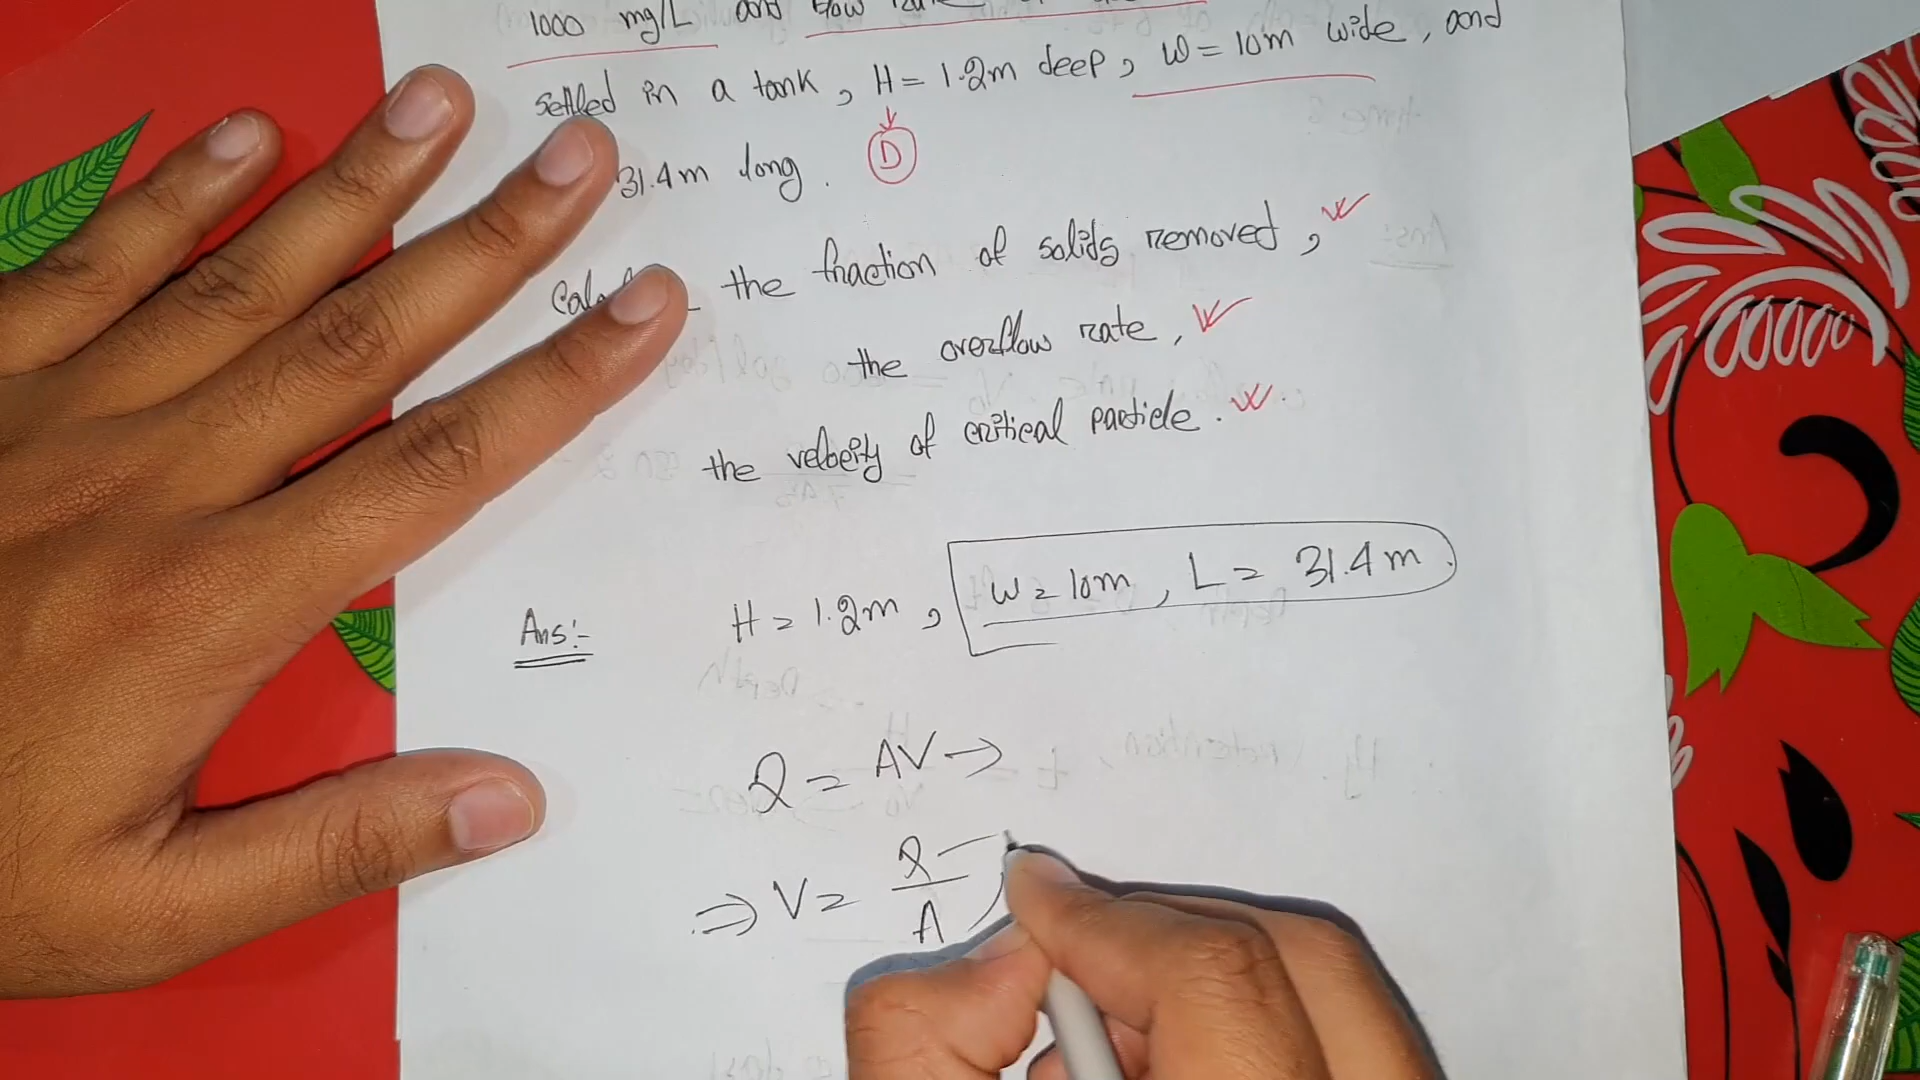 1000 mg/L and flow rate
settled in a tank, H = 1.2m deep, W = 10m wide, and
31.4m long.
D
the fraction of solids removed,
the overflow rate,
the velocity of critical particle.
Ans:-
H = 1.2m, W = 10m, L = 31.4m.
Q = AV →
⇒ V = Q/A